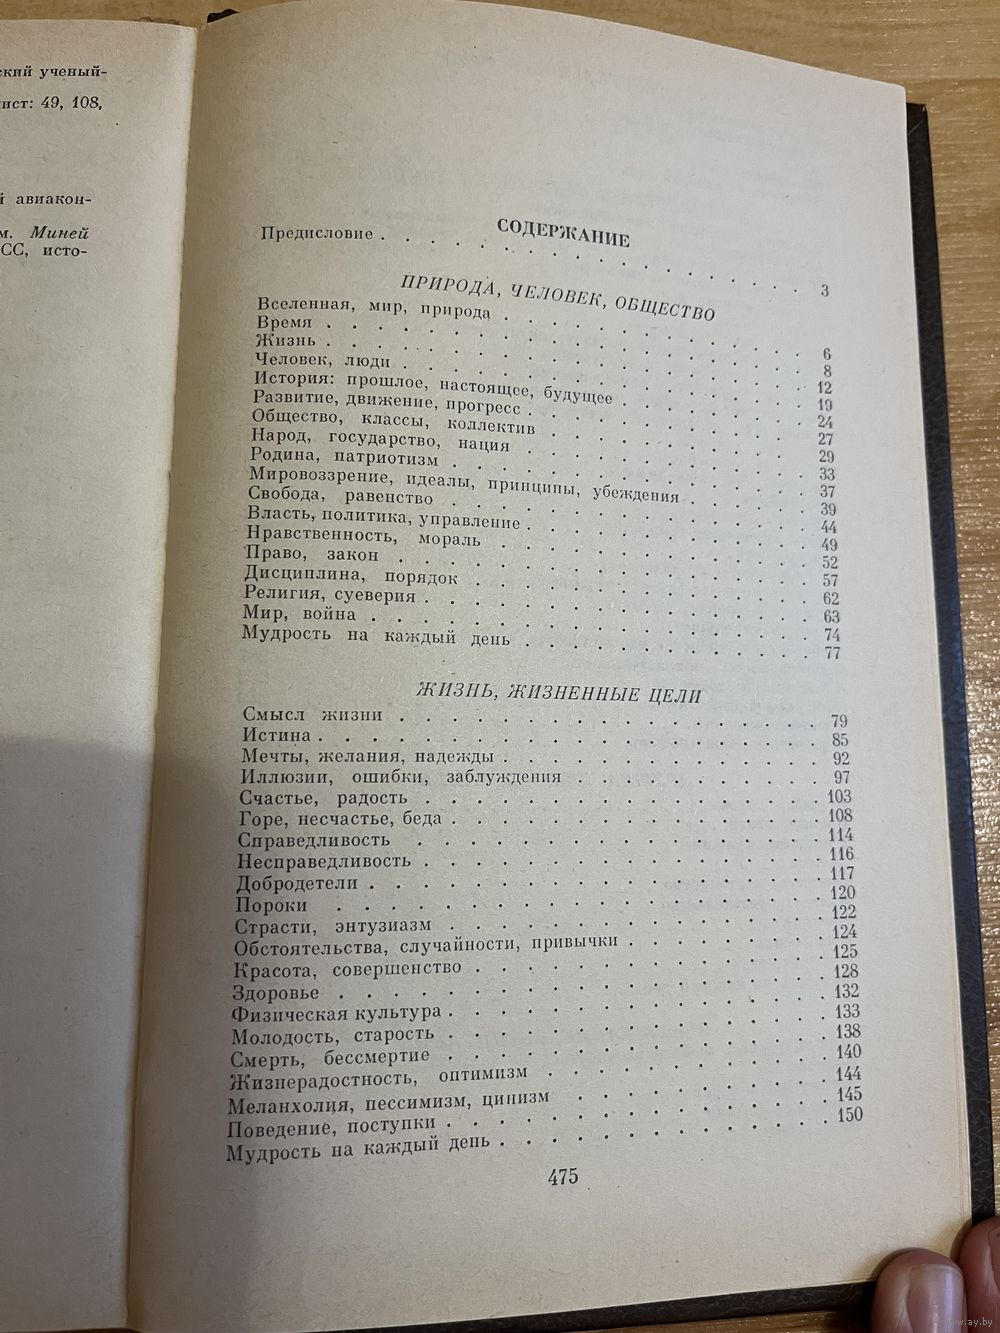 ский ученый-
ист: 49, 108,
й авиакон-
м. Миней
СС, исто-
СОДЕРЖАНИЕ
Предисловие . . . . . . . . . . . . . . . . 3
ПРИРОДА, ЧЕЛОВЕК, ОБЩЕСТВО
Вселенная, мир, природа . . . . . . . . . . . . 6
Время . . . . . . . . . . . . . . . . . . 8
Жизнь . . . . . . . . . . . . . . . . . . 12
Человек, люди . . . . . . . . . . . . . . . 19
История: прошлое, настоящее, будущее . . . . . . . 24
Развитие, движение, прогресс . . . . . . . . . . 27
Общество, классы, коллектив . . . . . . . . . . 29
Народ, государство, нация . . . . . . . . . . . 33
Родина, патриотизм . . . . . . . . . . . . . 37
Мировоззрение, идеалы, принципы, убеждения . . . . . 39
Свобода, равенство . . . . . . . . . . . . . 44
Власть, политика, управление . . . . . . . . . . 49
Нравственность, мораль . . . . . . . . . . . . 52
Право, закон . . . . . . . . . . . . . . . 57
Дисциплина, порядок . . . . . . . . . . . . . 62
Религия, суеверия . . . . . . . . . . . . . . 63
Мир, война . . . . . . . . . . . . . . . . 74
Мудрость на каждый день . . . . . . . . . . . 77
ЖИЗНЬ, ЖИЗНЕННЫЕ ЦЕЛИ
Смысл жизни . . . . . . . . . . . . . . . . 79
Истина . . . . . . . . . . . . . . . . . . 85
Мечты, желания, надежды . . . . . . . . . . . . 92
Иллюзии, ошибки, заблуждения . . . . . . . . . . 97
Счастье, радость . . . . . . . . . . . . . . 103
Горе, несчастье, беда . . . . . . . . . . . . . 108
Справедливость . . . . . . . . . . . . . . . 114
Несправедливость . . . . . . . . . . . . . . 116
Добродетели . . . . . . . . . . . . . . . . 117
Пороки . . . . . . . . . . . . . . . . . . 120
Страсти, энтузиазм . . . . . . . . . . . . . . 122
Обстоятельства, случайности, привычки . . . . . . . 124
Красота, совершенство . . . . . . . . . . . . . 125
Здоровье . . . . . . . . . . . . . . . . . 128
Физическая культура . . . . . . . . . . . . . 132
Молодость, старость . . . . . . . . . . . . . 133
Смерть, бессмертие . . . . . . . . . . . . . . 138
Жизнерадостность, оптимизм . . . . . . . . . . . 140
Меланхолия, пессимизм, цинизм . . . . . . . . . . 144
Поведение, поступки . . . . . . . . . . . . . 145
Мудрость на каждый день . . . . . . . . . . . . 150
475
www.ay.by